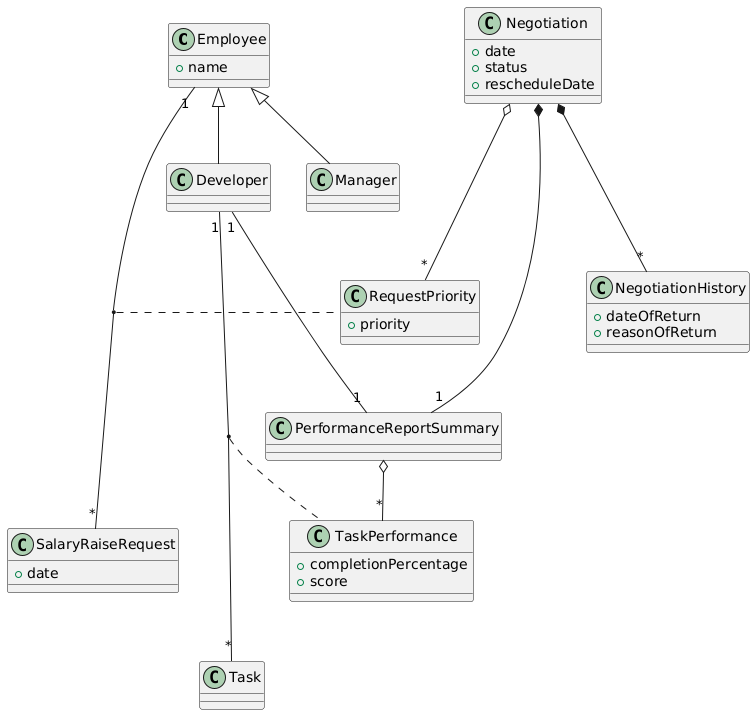 C Employee
name
C Negotiation
date
status
rescheduleDate
1
C Developer
C Manager
1 1
*
*
C RequestPriority
priority
C NegotiationHistory
dateOfReturn
reasonOfReturn
1
1
C PerformanceReportSummary
*
*
C SalaryRaiseRequest
date
C TaskPerformance
completionPercentage
score
*
C Task